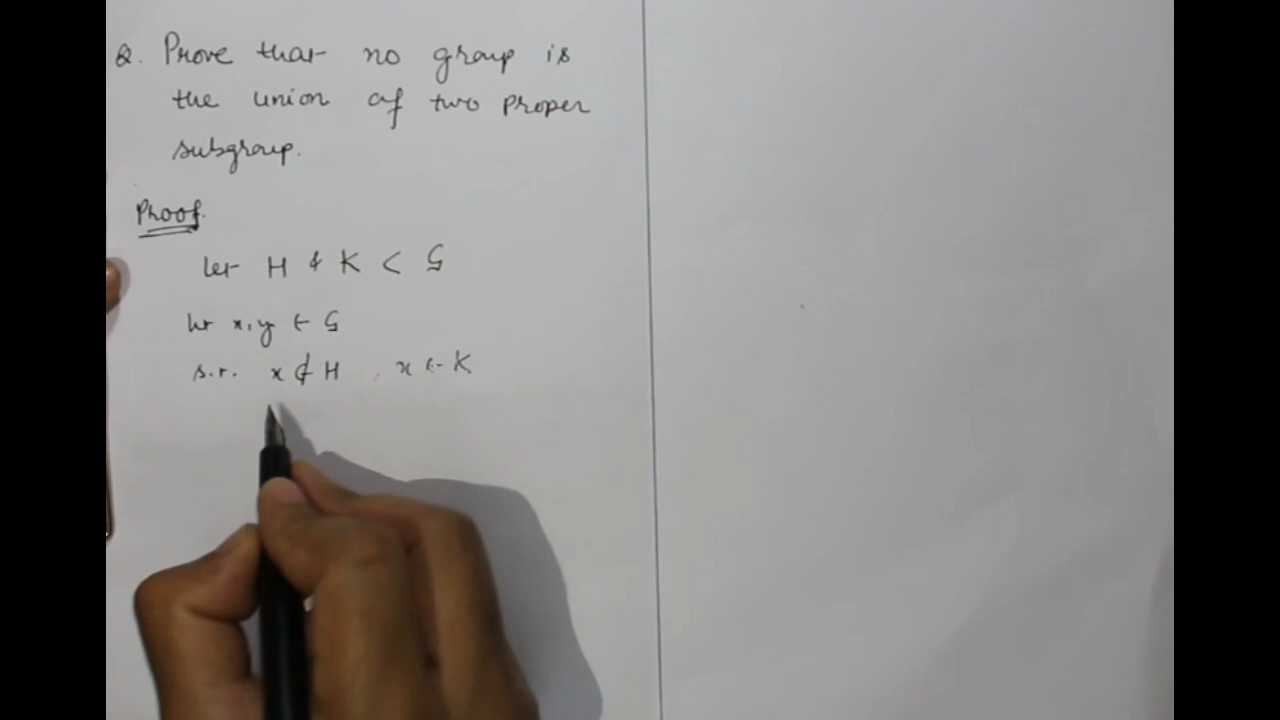 Q. Prove that no group is
the union of two proper
subgroup.
Proof.
let H & K < G
let x, y ∈ G
s.t. x ∉ H , x ∈ K